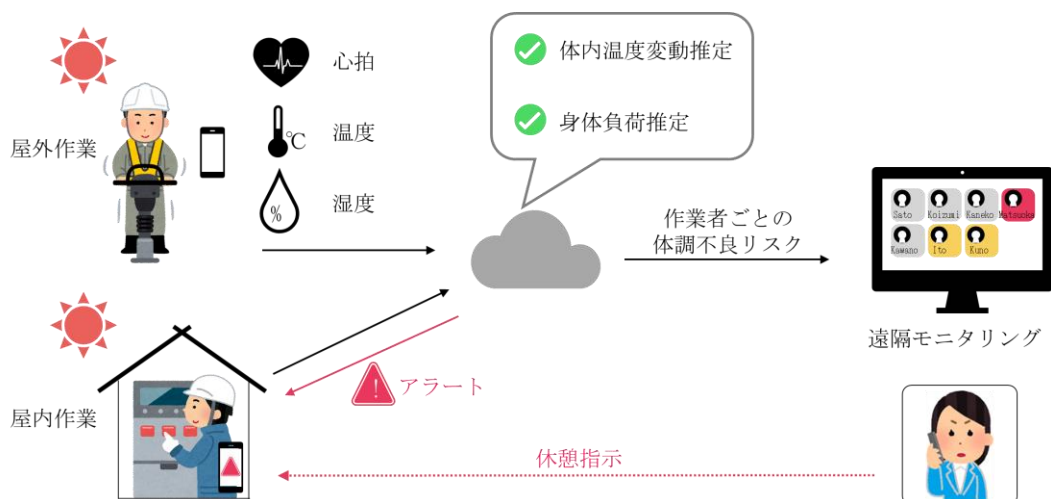 心拍
体内温度変動推定
℃
温度
身体負荷推定
屋外作業
%
湿度
作業者ごとの
体調不良リスク
Sato Koizumi Kaneko Matsuoka
Kawano Ito Kuno
遠隔モニタリング
アラート
屋内作業
休憩指示